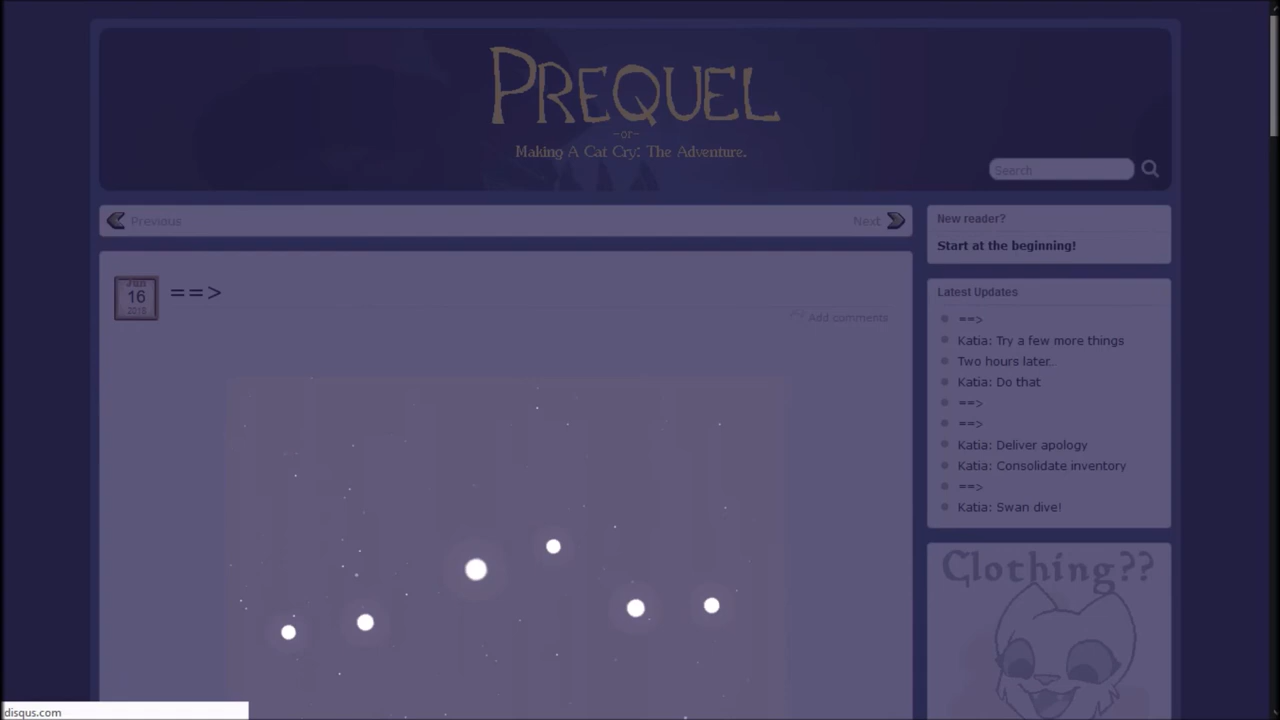 PREQUEL
-or-
Making A Cat Cry: The Adventure.
Search
Previous
Next
New reader?
Start at the beginning!
Jun
16
2015
==>
Add comments
Latest Updates
==>
Katia: Try a few more things
Two hours later..
Katia: Do that
==>
==>
Katia: Deliver apology
Katia: Consolidate inventory
==>
Katia: Swan dive!
Clothing??
disqus.com